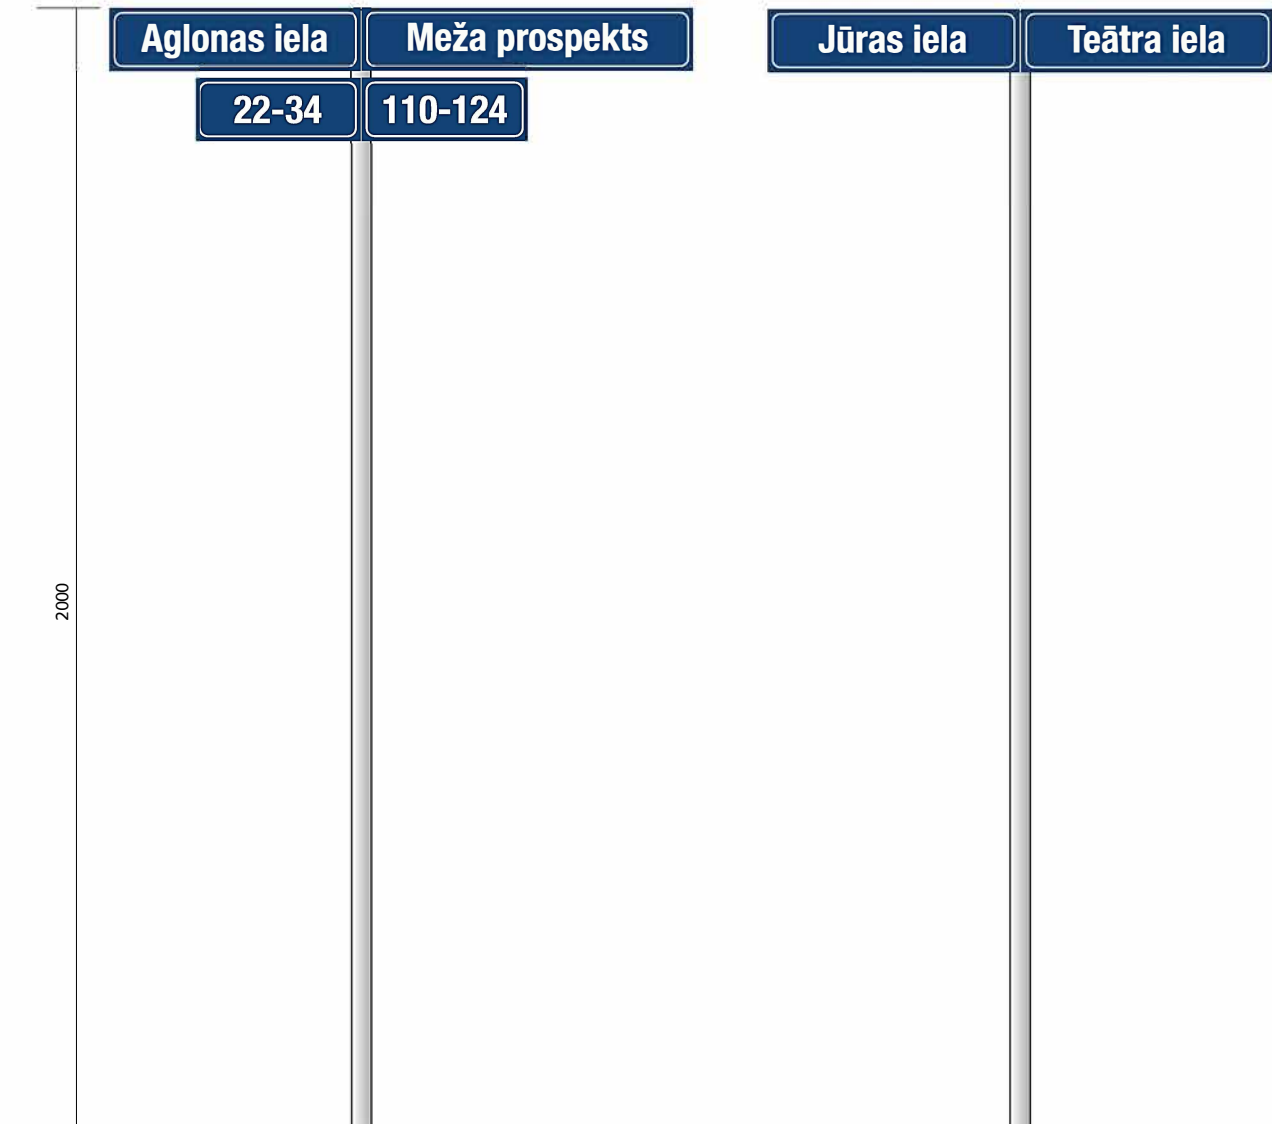 Aglonas iela
Meža prospekts
22-34
110-124
Jūras iela
Teātra iela
2000